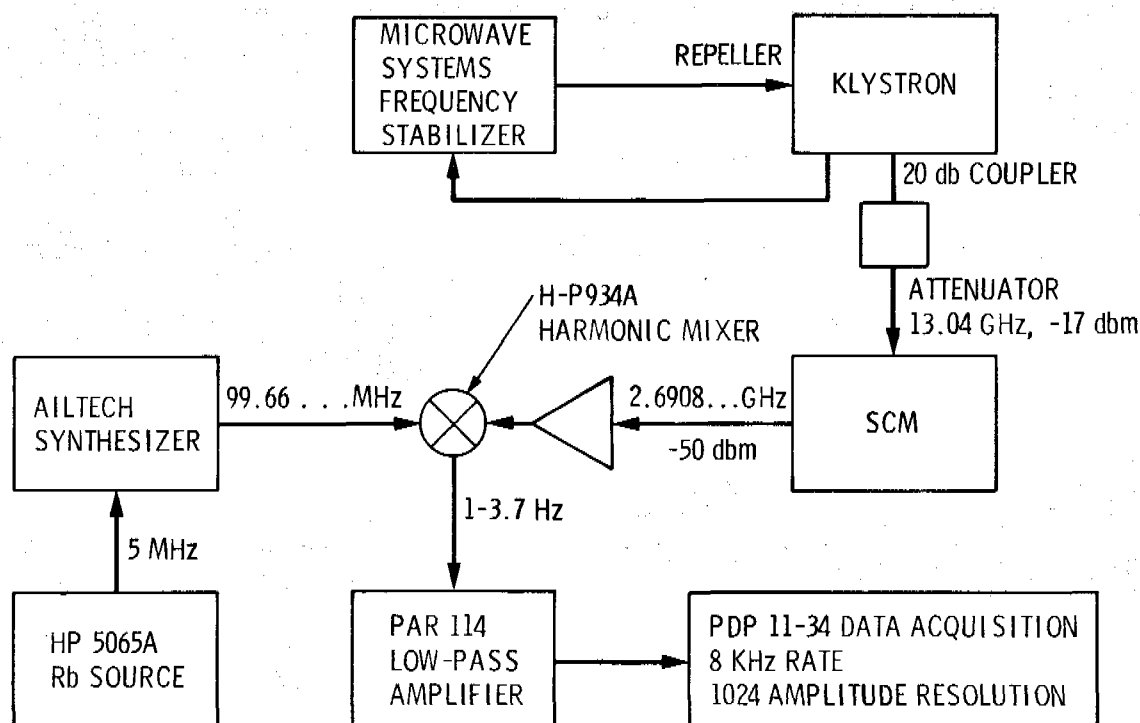 MICROWAVE
SYSTEMS
FREQUENCY
STABILIZER
REPELLER
KLYSTRON
20 db COUPLER
ATTENUATOR
13.04 GHz, -17 dbm
H-P934A
HARMONIC MIXER
AILTECH
SYNTHESIZER
99.66 . . . MHz
2.6908...GHz
-50 dbm
SCM
1-3.7 Hz
5 MHz
HP 5065A
Rb SOURCE
PAR 114
LOW-PASS
AMPLIFIER
PDP 11-34 DATA ACQUISITION
8 KHz RATE
1024 AMPLITUDE RESOLUTION